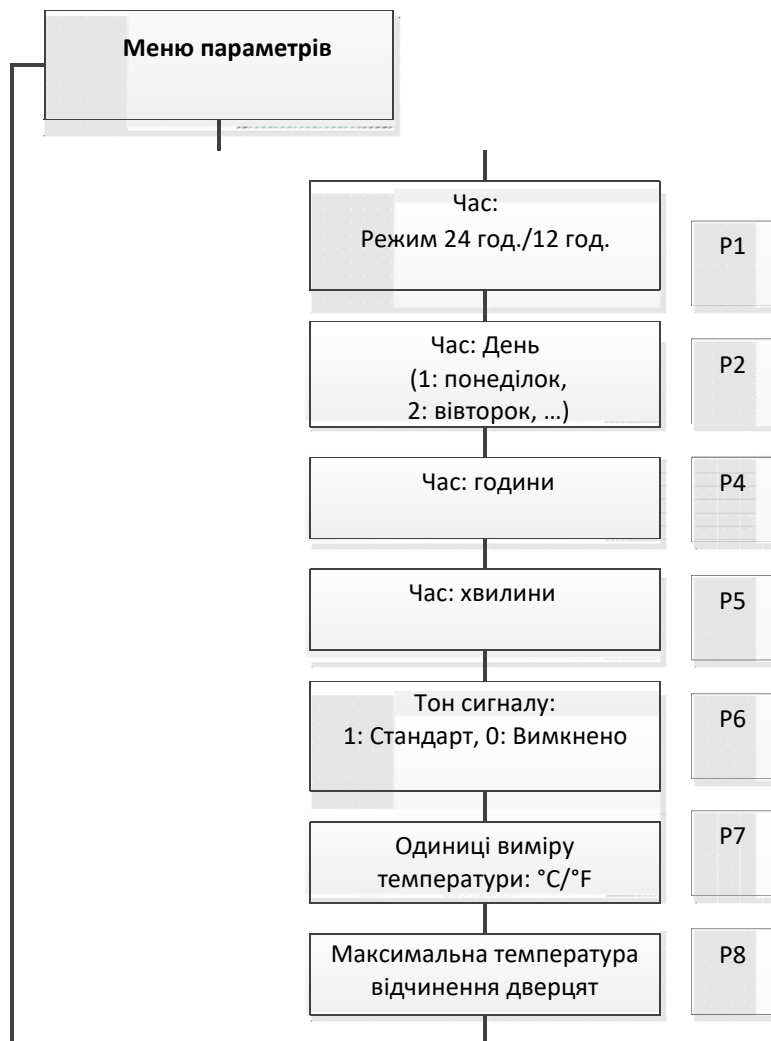 Меню параметрів
Час:
Режим 24 год./12 год.
P1
Час: День
(1: понеділок,
2: вівторок, ...)
P2
Час: години
P4
Час: хвилини
P5
Тон сигналу:
1: Стандарт, 0: Вимкнено
P6
Одиниці виміру
температури: °C/°F
P7
Максимальна температура
відчинення дверцят
P8